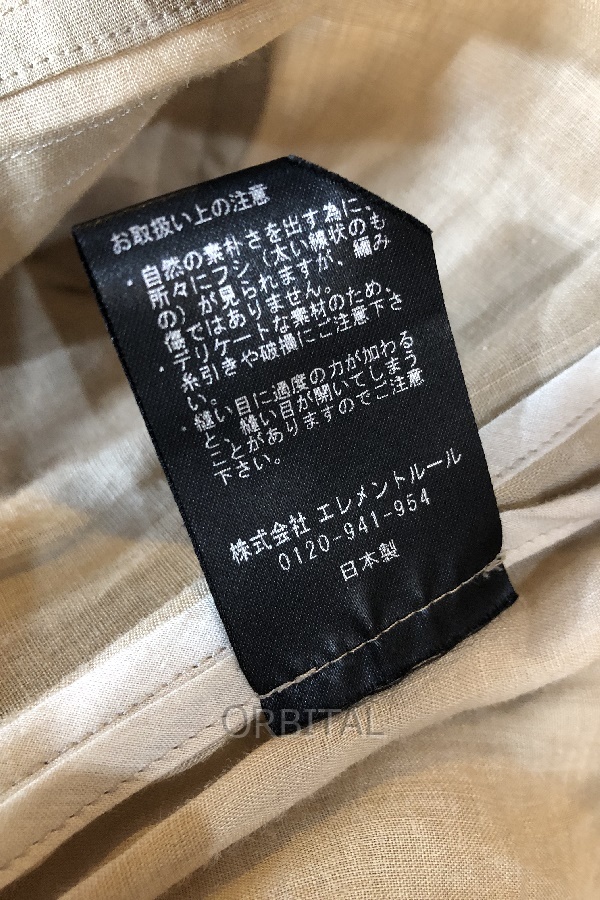 お取扱い上の注意
・自然の素朴さを出す為に、
所々にフシ（太い線状のも
の）が見られますが、編み
傷ではありません。
・デリケートな素材のため、
糸引きや破損にご注意下さ
い。
・縫い目に過度の力が加わる
と、縫い目が開いてしまう
ことがありますのでご注意
下さい。
株式会社 エレメントルール
0120-941-954
日本製
ORBITAL